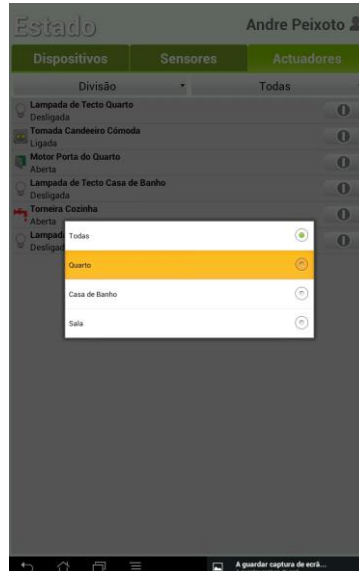 Estado
Andre Peixoto
Dispositivos Sensores Actuadores
Divisão Todas
Lampada de Tecto Quarto
Desligada
Tomada Candeeiro Cómoda
Ligada
Motor Porta do Quarto
Aberta
Lampada de Tecto Casa de Banho
Desligada
Torneira Cozinha
Aberta
Lampad
Desligad
Todas
Quarto
Casa de Banho
Sala
A guardar captura de ecrã...